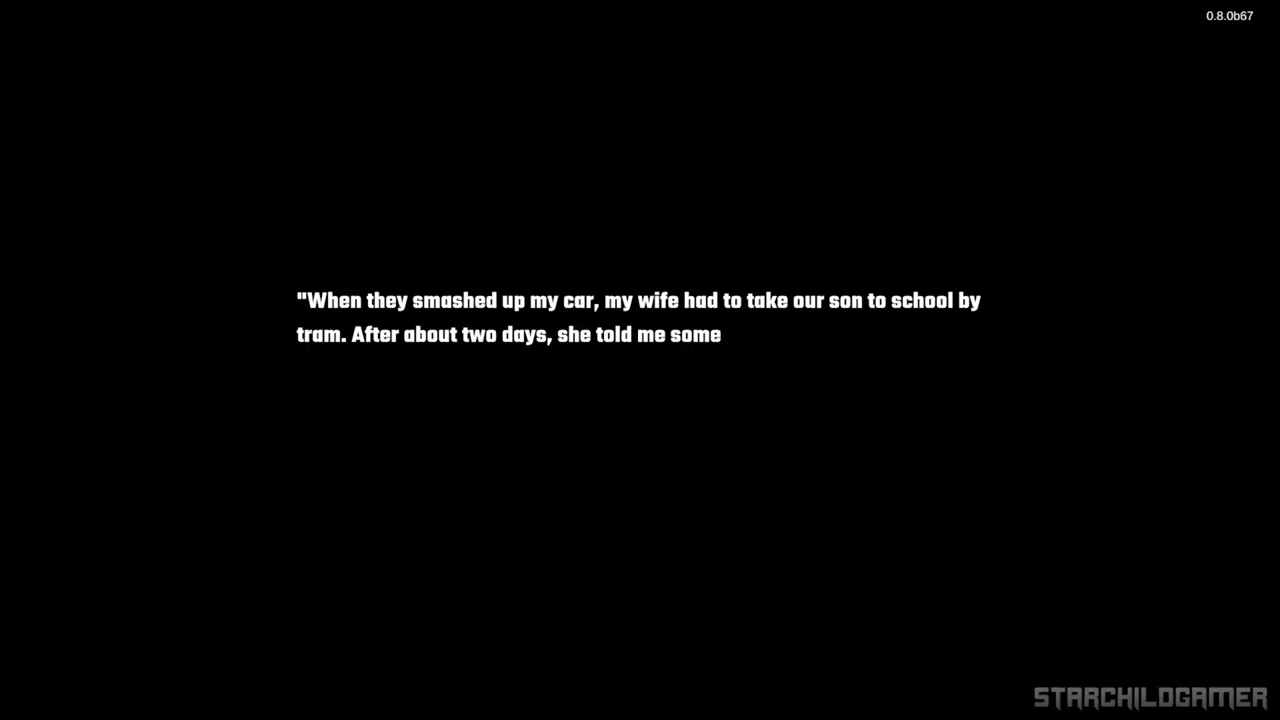 0.8.0b67
"When they smashed up my car, my wife had to take our son to school by
tram. After about two days, she told me some
STARCHILDGAMER